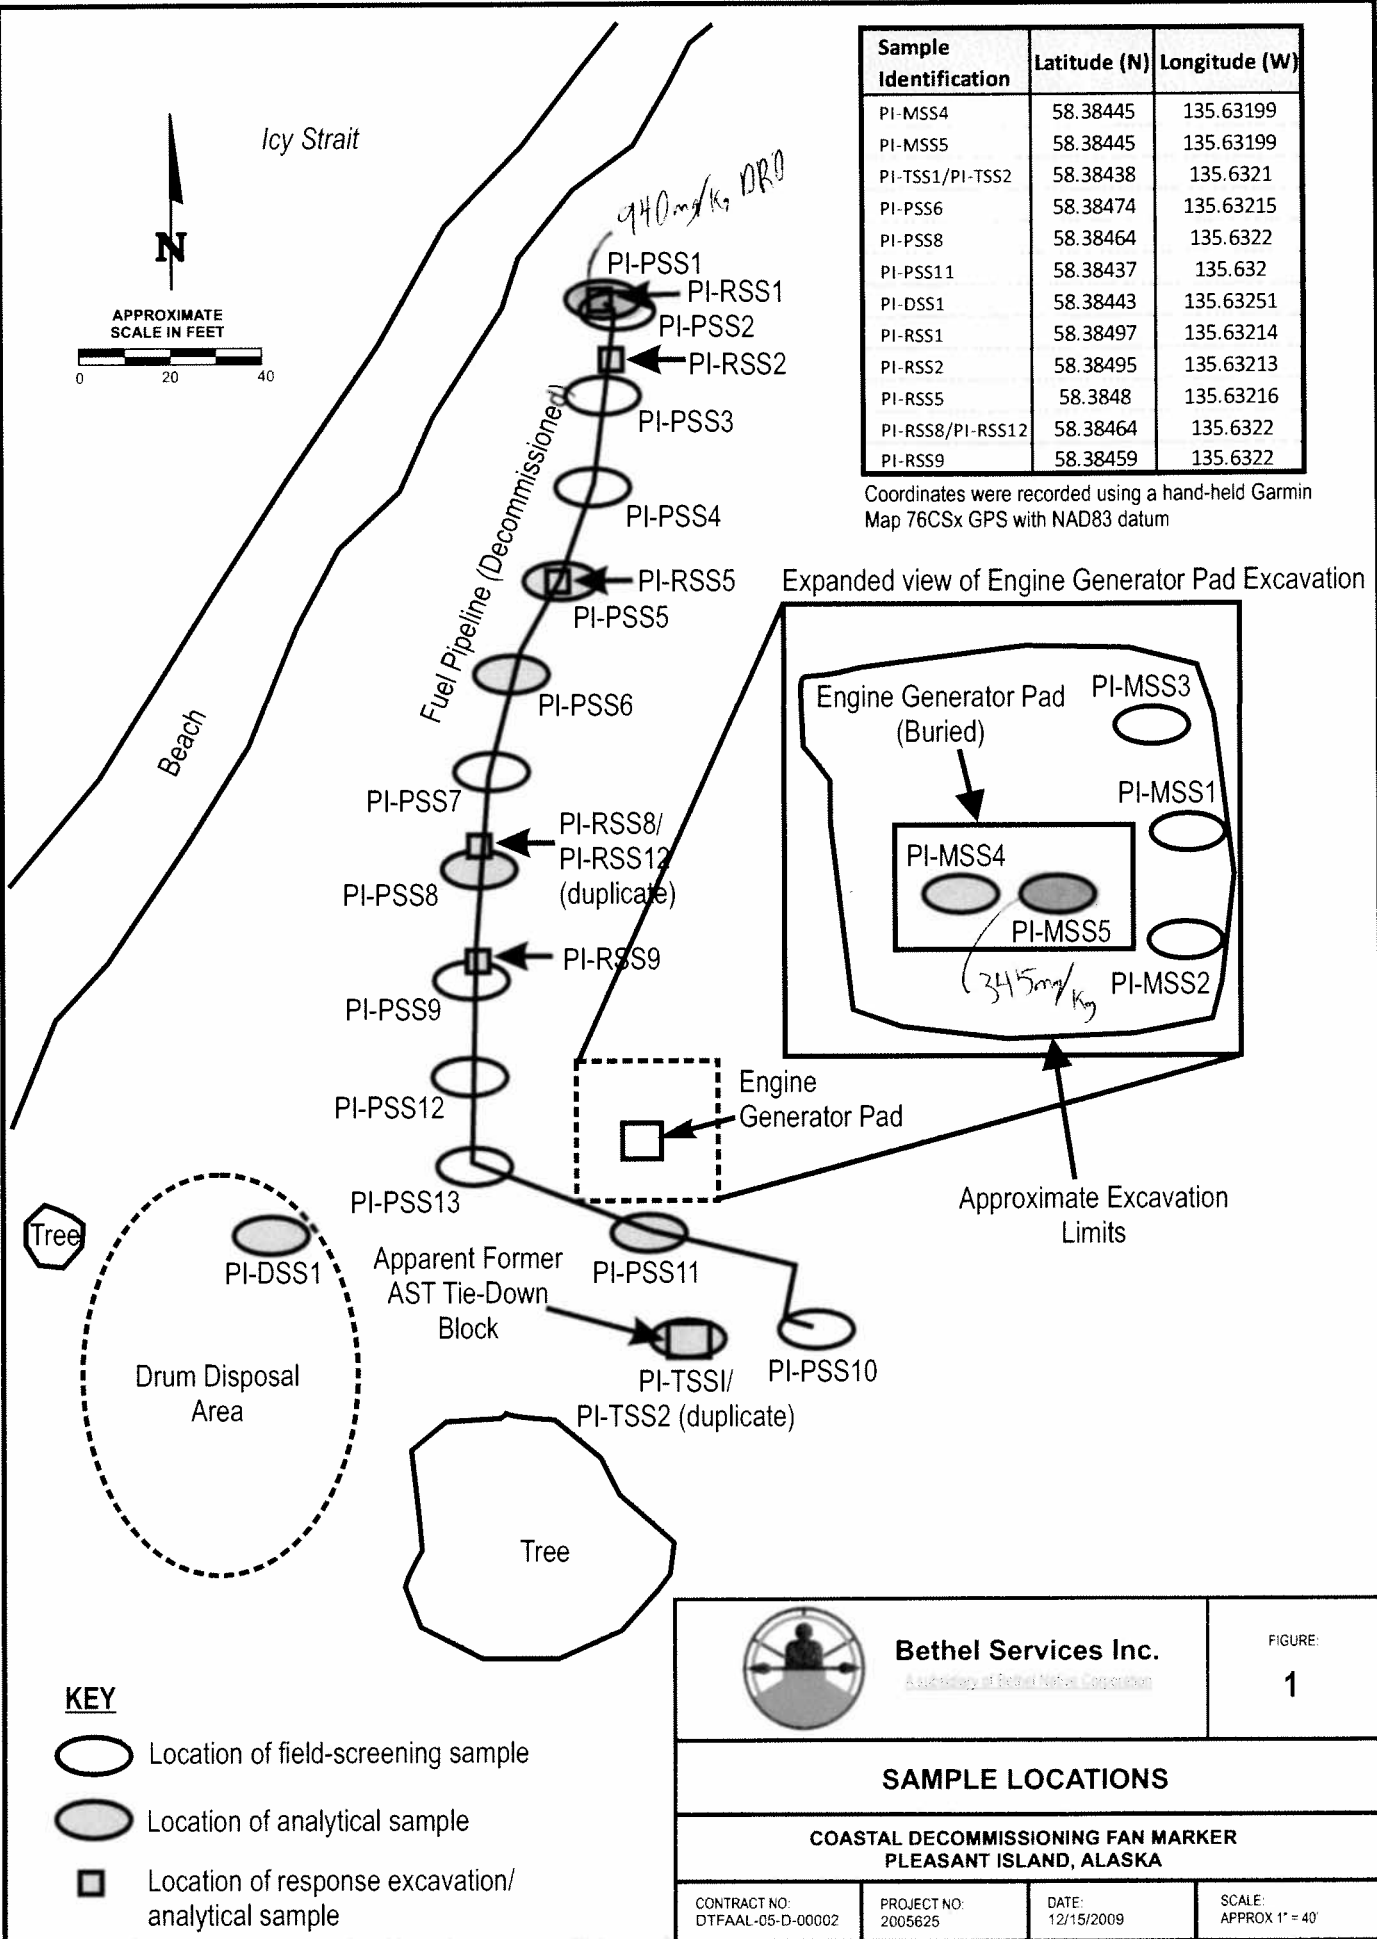 Icy Strait
N
APPROXIMATE
SCALE IN FEET
0 20 40
940 mg/Kg DRO
Sample Identification Latitude (N) Longitude (W)
PI-MSS4 58.38445 135.63199
PI-MSS5 58.38445 135.63199
PI-TSS1/PI-TSS2 58.38438 135.6321
PI-PSS6 58.38474 135.63215
PI-PSS8 58.38464 135.6322
PI-PSS11 58.38437 135.632
PI-DSS1 58.38443 135.63251
PI-RSS1 58.38497 135.63214
PI-RSS2 58.38495 135.63213
PI-RSS5 58.3848 135.63216
PI-RSS8/PI-RSS12 58.38464 135.6322
PI-RSS9 58.38459 135.6322
Coordinates were recorded using a hand-held Garmin
Map 76CSx GPS with NAD83 datum
PI-PSS1
PI-RSS1
PI-PSS2
PI-RSS2
PI-PSS3
PI-PSS4
PI-RSS5
PI-PSS5
Fuel Pipeline (Decommissioned)
PI-PSS6
Beach
PI-PSS7
PI-RSS8/
PI-RSS12
(duplicate)
PI-PSS8
PI-RSS9
PI-PSS9
PI-PSS12
PI-PSS13
Expanded view of Engine Generator Pad Excavation
Engine Generator Pad
(Buried)
PI-MSS3
PI-MSS1
PI-MSS4
PI-MSS5
PI-MSS2
345mg/Kg
Engine
Generator Pad
Approximate Excavation
Limits
Tree
PI-DSS1
Drum Disposal
Area
Apparent Former
AST Tie-Down
Block
PI-PSS11
PI-TSSI/
PI-TSS2 (duplicate)
PI-PSS10
Tree
KEY
Location of field-screening sample
Location of analytical sample
Location of response excavation/
analytical sample
Bethel Services Inc.
A subsidiary of Bethel Native Corporation
FIGURE:
1
SAMPLE LOCATIONS
COASTAL DECOMMISSIONING FAN MARKER
PLEASANT ISLAND, ALASKA
CONTRACT NO:
DTFAAL-05-D-00002
PROJECT NO:
2005625
DATE:
12/15/2009
SCALE:
APPROX 1" = 40'